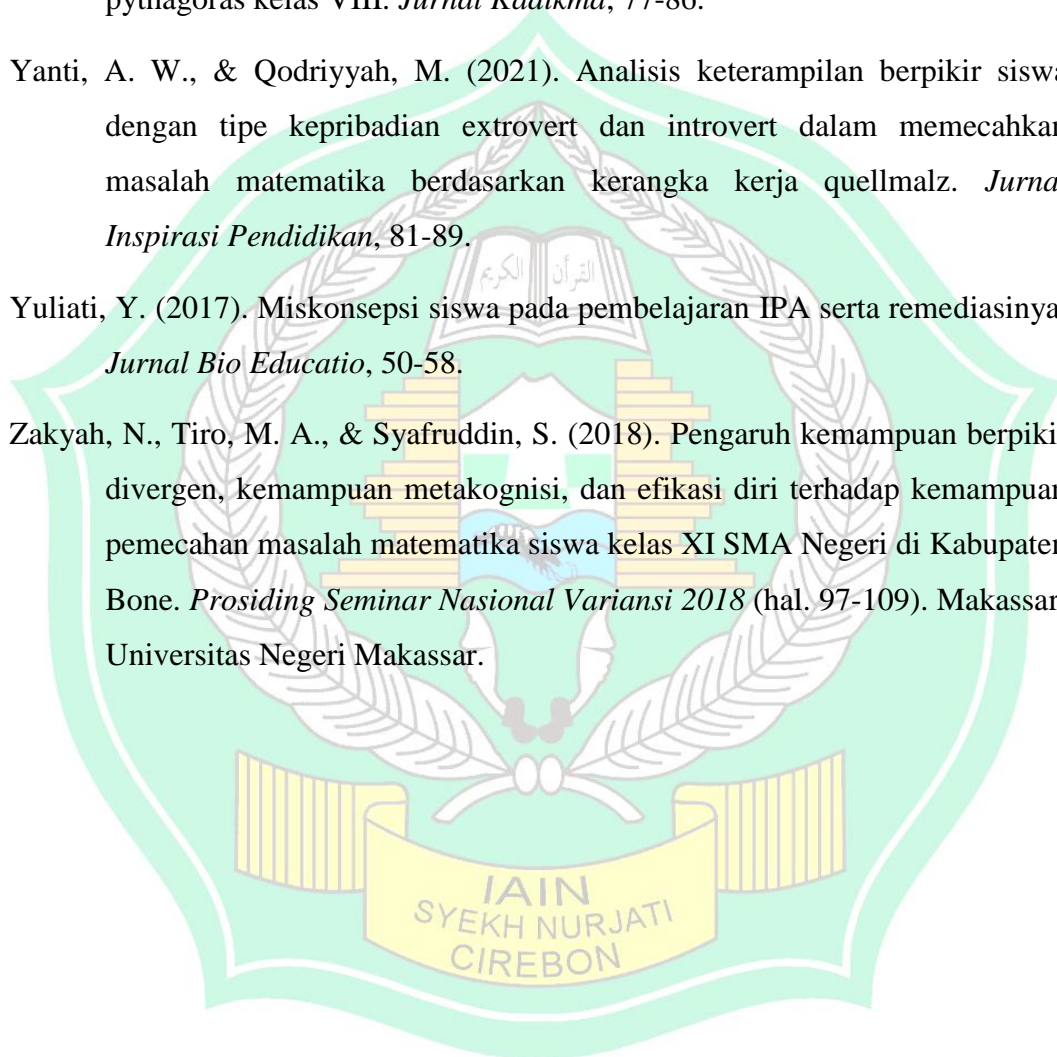 pythagoras kelas VIII. Jurnal Kadikma, 77-86.
Yanti, A. W., & Qodriyyah, M. (2021). Analisis keterampilan berpikir siswa
dengan tipe kepribadian extrovert dan introvert dalam memecahkan
masalah matematika berdasarkan kerangka kerja quellmalz. Jurna
Inspirasi Pendidikan, 81-89.
القرآن الكريم
Yuliati, Y. (2017). Miskonsepsi siswa pada pembelajaran IPA serta remediasinya
Jurnal Bio Educatio, 50-58.
Zakyah, N., Tiro, M. A., & Syafruddin, S. (2018). Pengaruh kemampuan berpiki
divergen, kemampuan metakognisi, dan efikasi diri terhadap kemampuan
pemecahan masalah matematika siswa kelas XI SMA Negeri di Kabupaten
Bone. Prosiding Seminar Nasional Variansi 2018 (hal. 97-109). Makassar
Universitas Negeri Makassar.
IAIN
SYEKH NURJATI
CIREBON